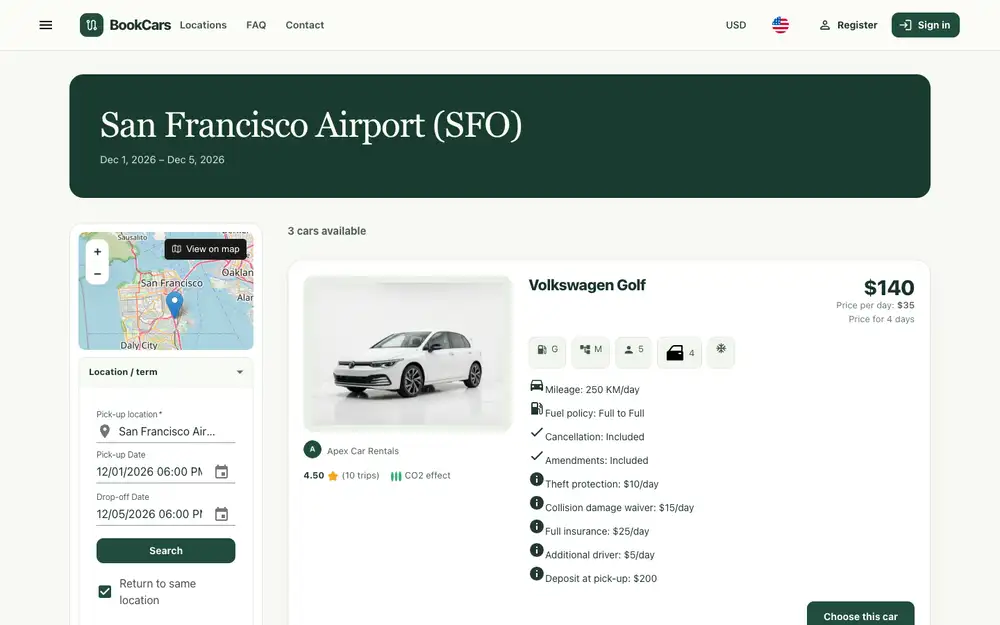 BookCars
Locations
FAQ
Contact
USD
Register
Sign in
San Francisco Airport (SFO)
Dec 1, 2026 – Dec 5, 2026
3 cars available
+
−
View on map
Sausalito
San Francisco
Oaklan
Alar
Daly City
Location / term
Pick-up location *
San Francisco Air...
Pick-up Date
12/01/2026 06:00 PM
Drop-off Date
12/05/2026 06:00 PM
Search
Return to same
location
Volkswagen Golf
$140
Price per day: $35
Price for 4 days
G
M
5
4
Mileage: 250 KM/day
Fuel policy: Full to Full
Cancellation: Included
Amendments: Included
Theft protection: $10/day
Collision damage waiver: $15/day
Full insurance: $25/day
Additional driver: $5/day
Deposit at pick-up: $200
A
Apex Car Rentals
4.50
(10 trips)
CO2 effect
Choose this car